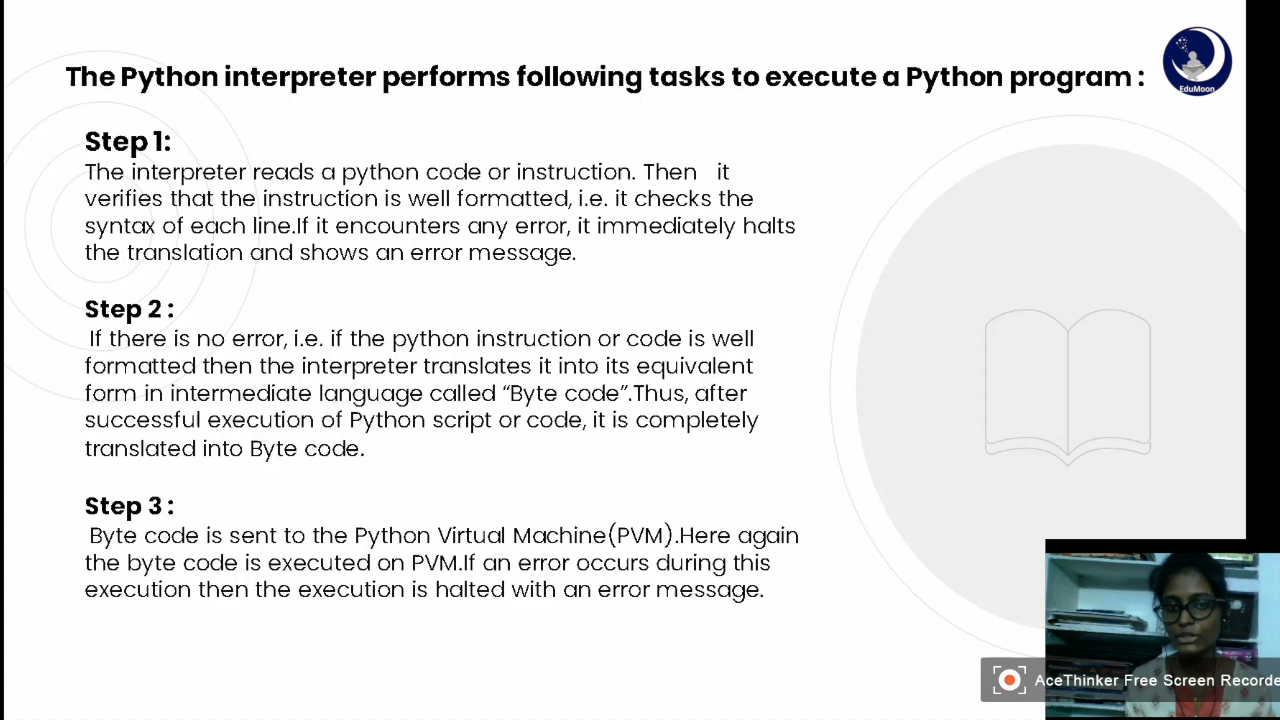 The Python interpreter performs following tasks to execute a Python program :
EduMoon
Step 1:
The interpreter reads a python code or instruction. Then it
verifies that the instruction is well formatted, i.e. it checks the
syntax of each line.If it encounters any error, it immediately halts
the translation and shows an error message.
Step 2 :
If there is no error, i.e. if the python instruction or code is well
formatted then the interpreter translates it into its equivalent
form in intermediate language called “Byte code”.Thus, after
successful execution of Python script or code, it is completely
translated into Byte code.
Step 3 :
Byte code is sent to the Python Virtual Machine(PVM).Here again
the byte code is executed on PVM.If an error occurs during this
execution then the execution is halted with an error message.
AceThinker Free Screen Recorde